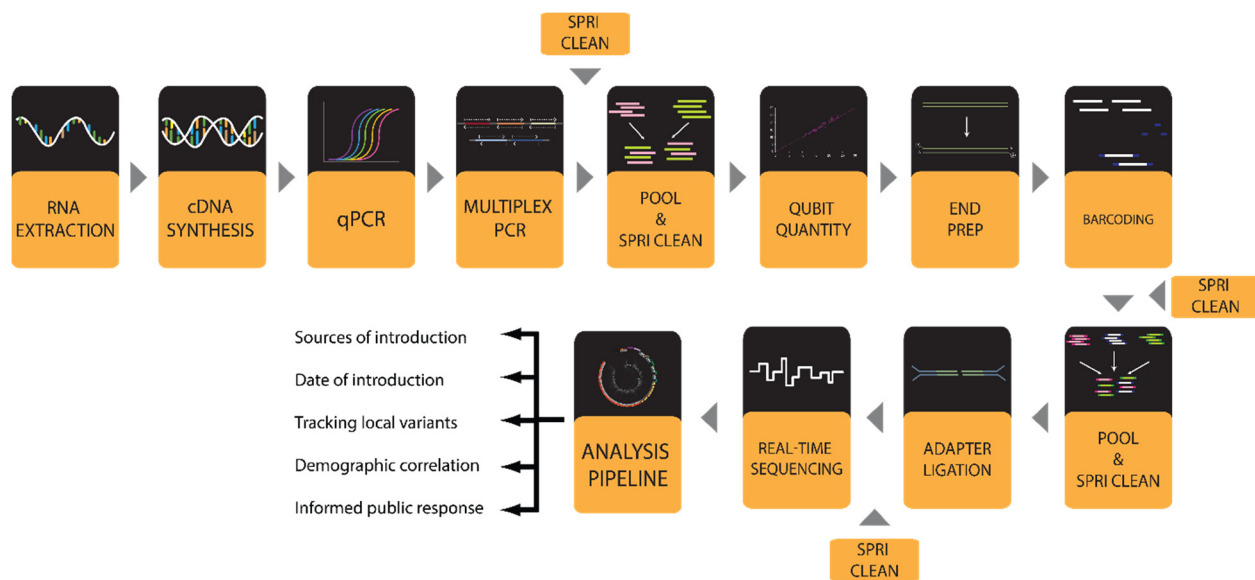 SPRI
CLEAN
RNA
EXTRACTION
cDNA
SYNTHESIS
qPCR
MULTIPLEX
PCR
POOL
&
SPRI CLEAN
QUBIT
QUANTITY
END
PREP
BARCODING
SPRI
CLEAN
Sources of introduction
Date of introduction
Tracking local variants
Demographic correlation
Informed public response
ANALYSIS
PIPELINE
REAL-TIME
SEQUENCING
ADAPTER
LIGATION
POOL
&
SPRI CLEAN
SPRI
CLEAN